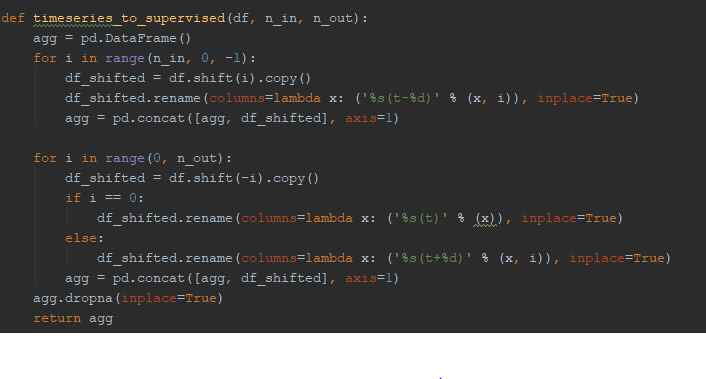 def timeseries_to_supervised(df, n_in, n_out):
    agg = pd.DataFrame()
    for i in range(n_in, 0, -1):
        df_shifted = df.shift(i).copy()
        df_shifted.rename(columns=lambda x: ('%s(t-%d)' % (x, i)), inplace=True)
        agg = pd.concat([agg, df_shifted], axis=1)
    for i in range(0, n_out):
        df_shifted = df.shift(-i).copy()
        if i == 0:
            df_shifted.rename(columns=lambda x: ('%s(t)' % (x)), inplace=True)
        else:
            df_shifted.rename(columns=lambda x: ('%s(t+%d)' % (x, i)), inplace=True)
        agg = pd.concat([agg, df_shifted], axis=1)
    agg.dropna(inplace=True)
    return agg